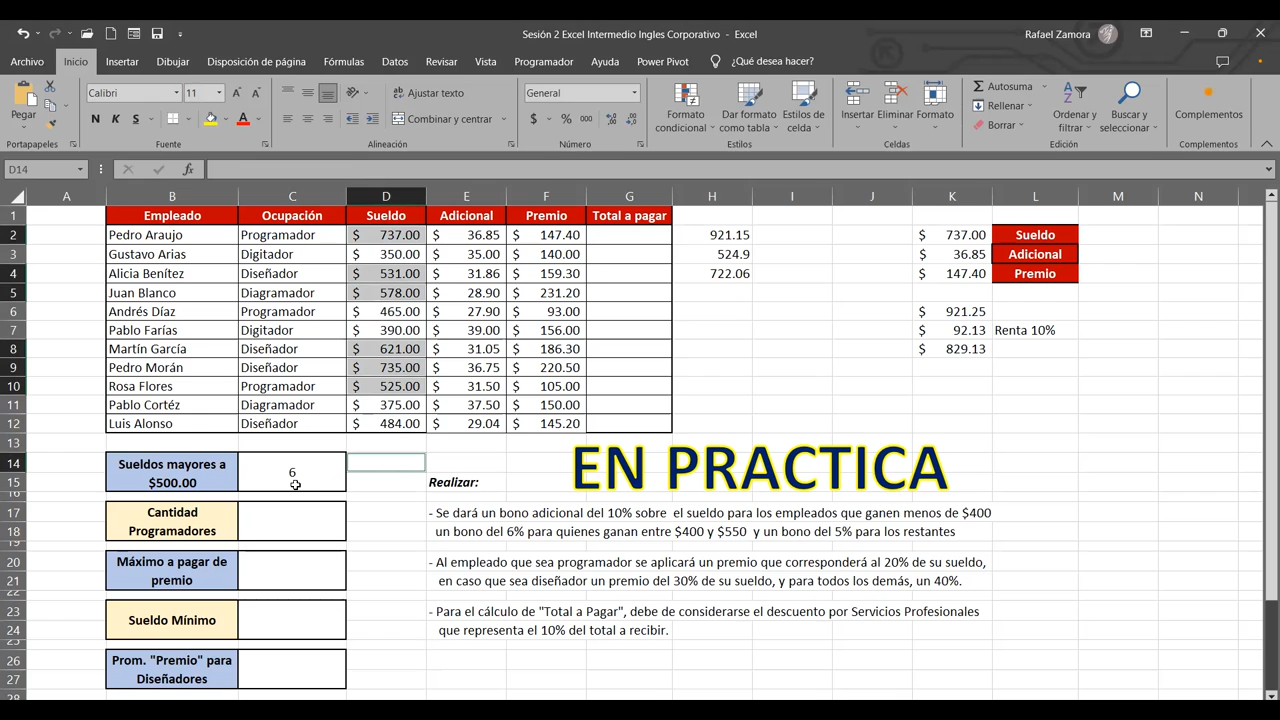 Sesión 2 Excel Intermedio Ingles Corporativo - Excel
Rafael Zamora
Archivo Inicio Insertar Dibujar Disposición de página Fórmulas Datos Revisar Vista Programador Ayuda Power Pivot ¿Qué desea hacer?
Pegar
Calibri 11
N K S
Ajustar texto
Combinar y centrar
General
$ % 000
Formato condicional
Dar formato como tabla
Estilos de celda
Insertar Eliminar Formato
Autosuma
Rellenar
Borrar
Ordenar y filtrar
Buscar y seleccionar
Complementos
Portapapeles Fuente Alineación Número Estilos Celdas Edición Complementos
D14 fx
A B C D E F G H I J K L M N
1 Empleado Ocupación Sueldo Adicional Premio Total a pagar
2 Pedro Araujo Programador $ 737.00 $ 36.85 $ 147.40 921.15 $ 737.00 Sueldo
3 Gustavo Arias Digitador $ 350.00 $ 35.00 $ 140.00 524.9 $ 36.85 Adicional
4 Alicia Benítez Diseñador $ 531.00 $ 31.86 $ 159.30 722.06 $ 147.40 Premio
5 Juan Blanco Diagramador $ 578.00 $ 28.90 $ 231.20
6 Andrés Díaz Programador $ 465.00 $ 27.90 $ 93.00 $ 921.25
7 Pablo Farías Digitador $ 390.00 $ 39.00 $ 156.00 $ 92.13 Renta 10%
8 Martín García Diseñador $ 621.00 $ 31.05 $ 186.30 $ 829.13
9 Pedro Morán Diseñador $ 735.00 $ 36.75 $ 220.50
10 Rosa Flores Programador $ 525.00 $ 31.50 $ 105.00
11 Pablo Cortéz Diagramador $ 375.00 $ 37.50 $ 150.00
12 Luis Alonso Diseñador $ 484.00 $ 29.04 $ 145.20
13
14 Sueldos mayores a 6 EN PRACTICA
15 $500.00 Realizar:
16
17 Cantidad - Se dará un bono adicional del 10% sobre el sueldo para los empleados que ganen menos de $400
18 Programadores un bono del 6% para quienes ganan entre $400 y $550 y un bono del 5% para los restantes
19
20 Máximo a pagar de - Al empleado que sea programador se aplicará un premio que corresponderá al 20% de su sueldo,
21 premio en caso que sea diseñador un premio del 30% de su sueldo, y para todos los demás, un 40%.
22
23 Sueldo Mínimo - Para el cálculo de "Total a Pagar", debe de considerarse el descuento por Servicios Profesionales
24 que representa el 10% del total a recibir.
25
26 Prom. "Premio" para
27 Diseñadores
28